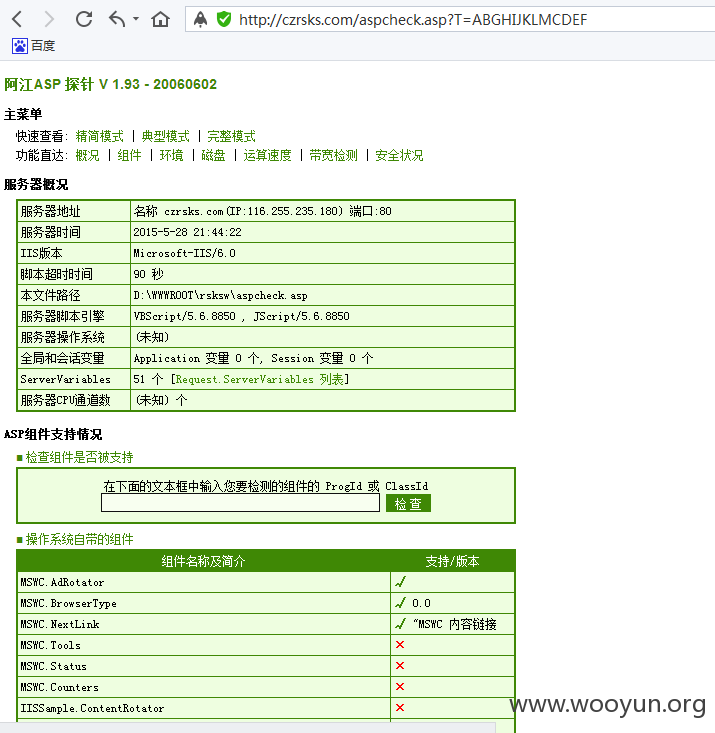 http://czrsks.com/aspcheck.asp?T=ABGHIJKLMCDEF
百度
阿江ASP 探针 V 1.93 - 20060602
主菜单
快速查看: 精简模式 | 典型模式 | 完整模式
功能直达: 概况 | 组件 | 环境 | 磁盘 | 运算速度 | 带宽检测 | 安全状况
服务器概况
服务器地址 名称 czrsks.com(IP:116.255.235.180) 端口:80
服务器时间 2015-5-28 21:44:22
IIS版本 Microsoft-IIS/6.0
脚本超时时间 90 秒
本文件路径 D:\WWWROOT\rsksw\aspcheck.asp
服务器脚本引擎 VBScript/5.6.8850 , JScript/5.6.8850
服务器操作系统 (未知)
全局和会话变量 Application 变量 0 个, Session 变量 0 个
ServerVariables 51 个 [Request.ServerVariables 列表]
服务器CPU通道数 (未知) 个
ASP组件支持情况
■ 检查组件是否被支持
在下面的文本框中输入您要检测的组件的 ProgId 或 ClassId
检 查
■ 操作系统自带的组件
组件名称及简介 支持/版本
MSWC.AdRotator √
MSWC.BrowserType √ 0.0
MSWC.NextLink √ "MSWC 内容链接
MSWC.Tools ×
MSWC.Status ×
MSWC.Counters ×
IISSample.ContentRotator ×
www.wooyun.org